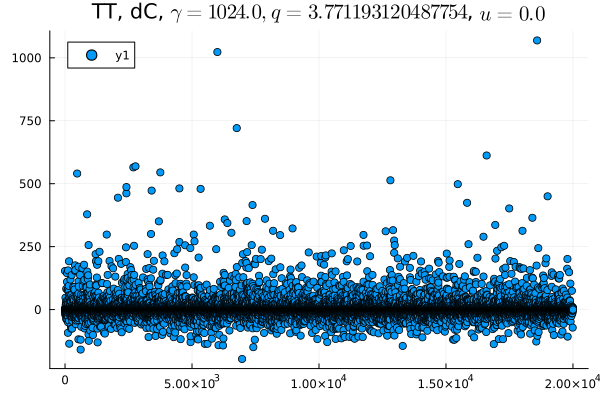 TT, dC, γ = 1024.0, q = 3.771193120487754, u = 0.0
y1
1000
750
500
250
0
0 5.00×10³ 1.00×10⁴ 1.50×10⁴ 2.00×10⁴